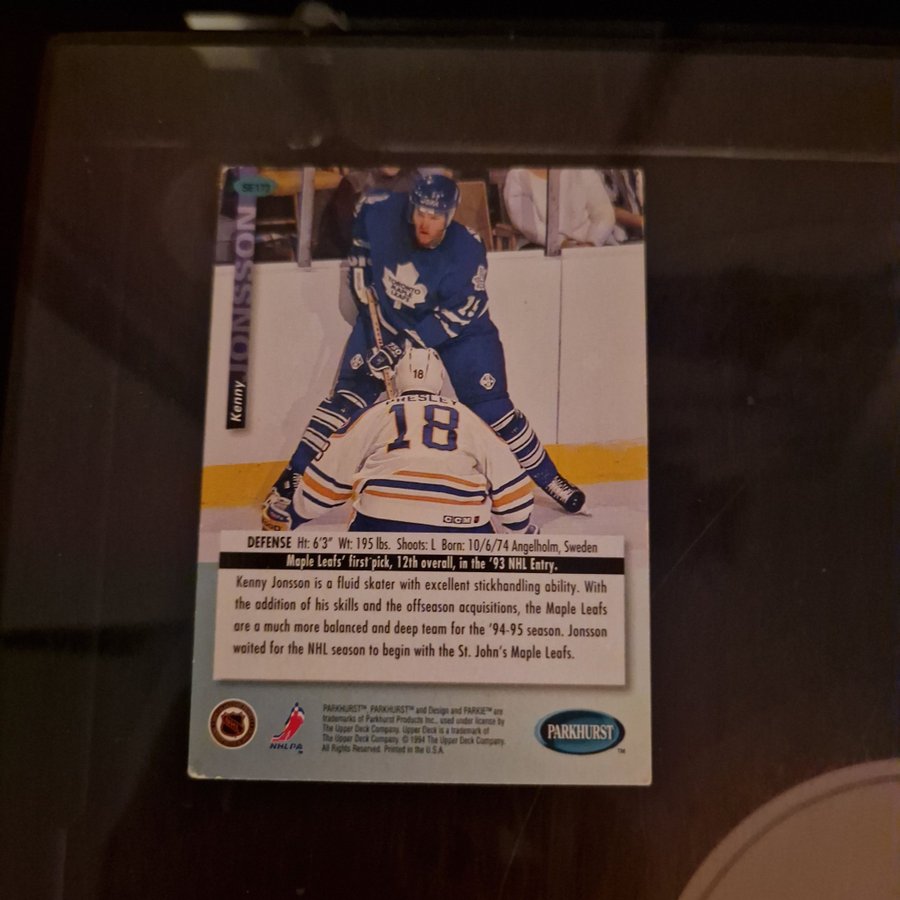 SE172
Kenny JONSSON
TORONTO
MAPLE
LEAFS
18
PRESLEY
18
CCM
DEFENSE Ht: 6'3" Wt: 195 lbs. Shoots: L Born: 10/6/74 Angelholm, Sweden
Maple Leafs' first pick, 12th overall, in the '93 NHL Entry.
Kenny Jonsson is a fluid skater with excellent stickhandling ability. With
the addition of his skills and the offseason acquisitions, the Maple Leafs
are a much more balanced and deep team for the '94-95 season. Jonsson
waited for the NHL season to begin with the St. John's Maple Leafs.
NHLPA
PARKHURST™, PARKHURST™ and Design and PARKIE™ are
trademarks of Parkhurst Products Inc., used under license by
The Upper Deck Company. Upper Deck is a trademark of
The Upper Deck Company. © 1994 The Upper Deck Company.
All Rights Reserved. Printed in the U.S.A.
PARKHURST
TM